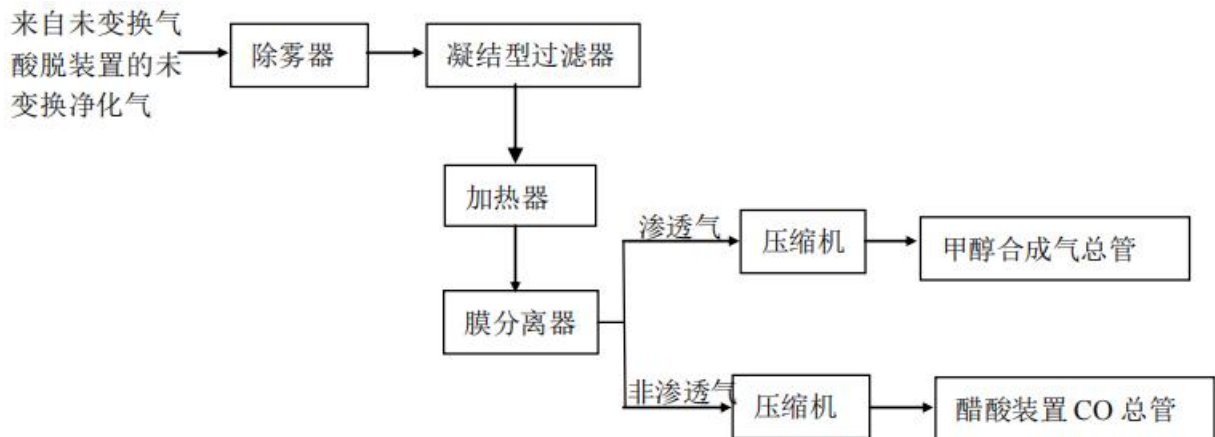 来自未变换气
酸脱装置的未
变换净化气
除雾器
凝结型过滤器
加热器
膜分离器
渗透气
压缩机
甲醇合成气总管
非渗透气
压缩机
醋酸装置 CO 总管